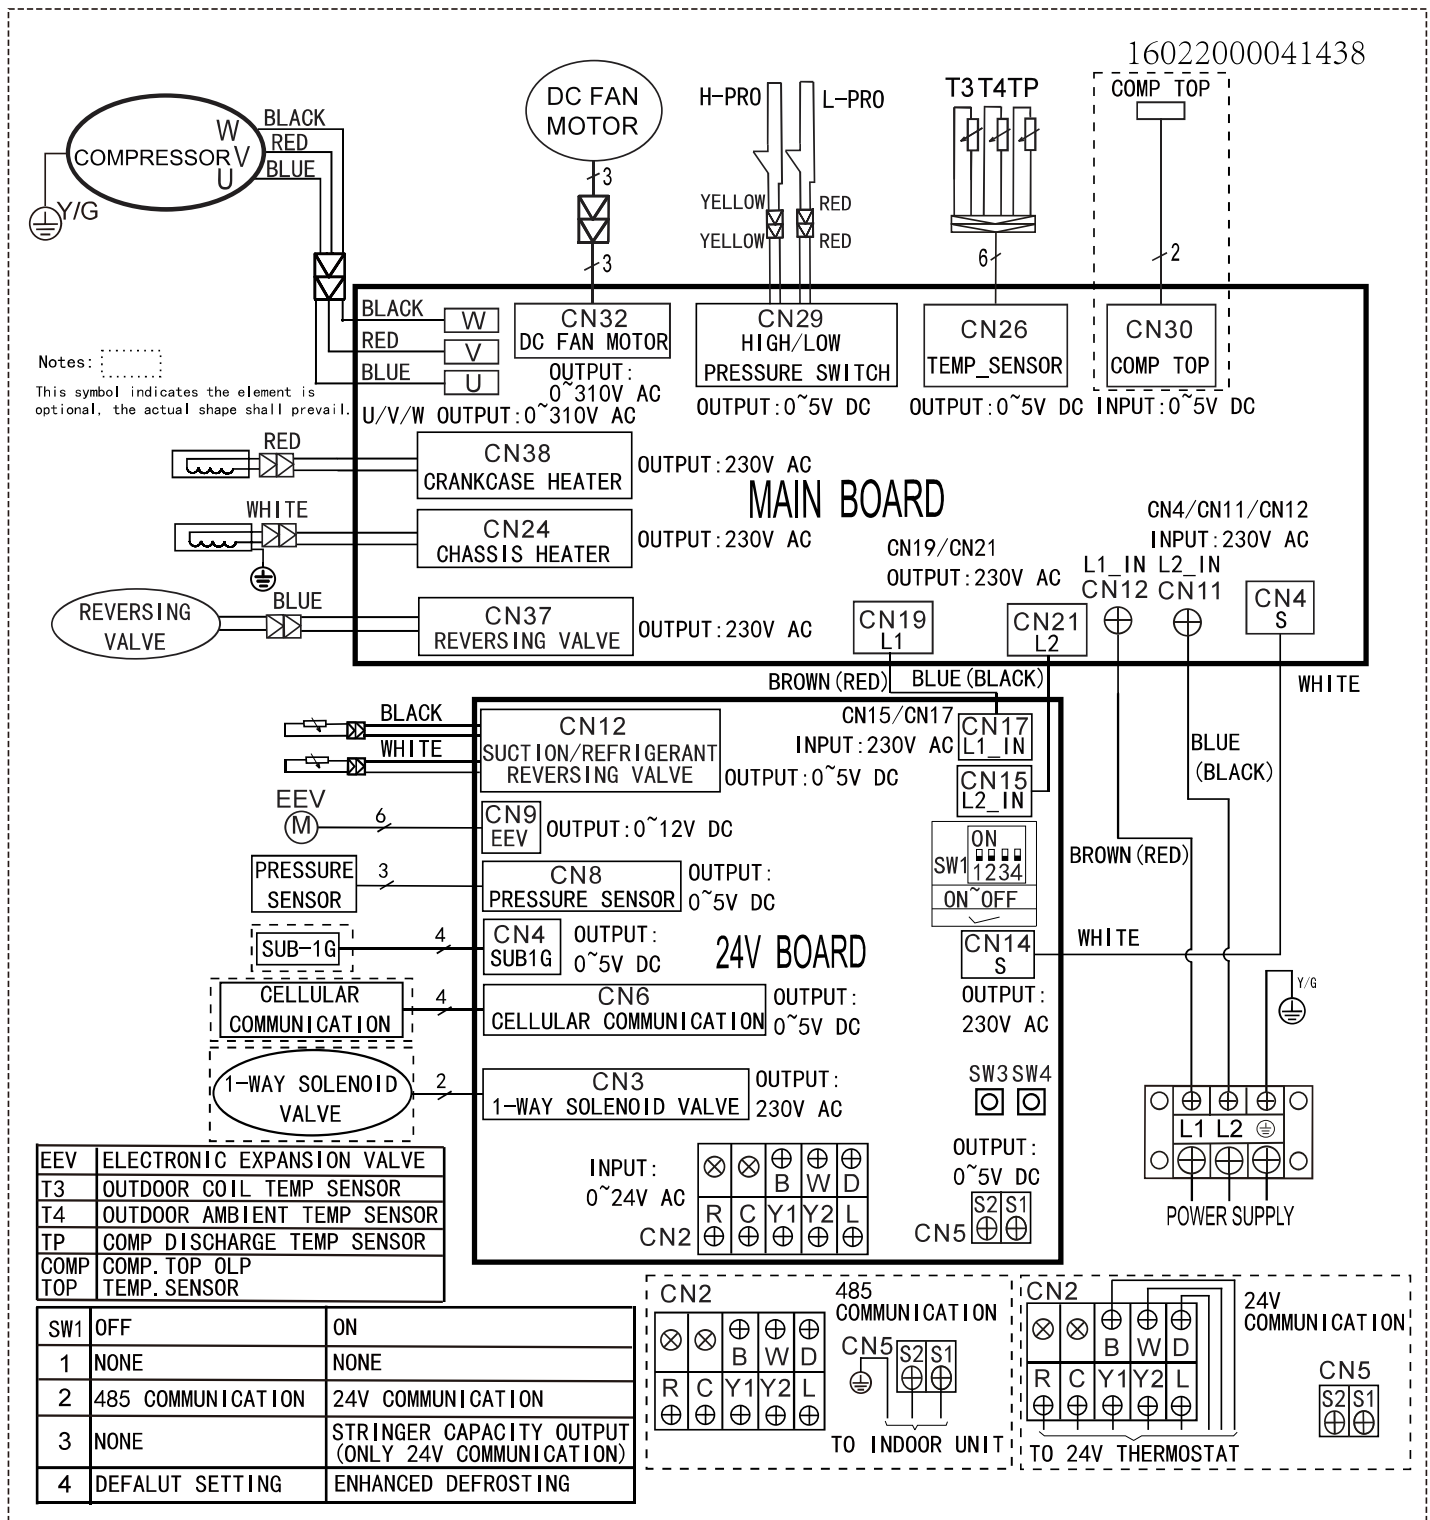 16022000041438
COMPRESSOR
W
V
U
BLACK
RED
BLUE
Y/G
DC FAN
MOTOR
3
3
H-PRO
L-PRO
YELLOW
RED
YELLOW
RED
T3 T4 TP
6
COMP TOP
2
Notes:
This symbol indicates the element is
optional, the actual shape shall prevail.
BLACK
W
RED
V
BLUE
U
U/V/W OUTPUT:0~310V AC
CN32
DC FAN MOTOR
OUTPUT:
0~310V AC
CN29
HIGH/LOW
PRESSURE SWITCH
OUTPUT:0~5V DC
CN26
TEMP_SENSOR
OUTPUT:0~5V DC
CN30
COMP TOP
INPUT:0~5V DC
RED
CN38
CRANKCASE HEATER
OUTPUT:230V AC
MAIN BOARD
WHITE
CN24
CHASSIS HEATER
OUTPUT:230V AC
REVERSING
VALVE
BLUE
CN37
REVERSING VALVE
OUTPUT:230V AC
CN19/CN21
OUTPUT:230V AC
CN19
L1
CN21
L2
CN4/CN11/CN12
INPUT:230V AC
L1_IN L2_IN
CN12 CN11
CN4
S
BROWN(RED)
BLUE(BLACK)
WHITE
BLACK
WHITE
CN12
SUCTION/REFRIGERANT
REVERSING VALVE
OUTPUT:0~5V DC
CN15/CN17
INPUT:230V AC
CN17
L1_IN
CN15
L2_IN
BLUE
(BLACK)
BROWN(RED)
EEV
M
6
CN9
EEV
OUTPUT:0~12V DC
PRESSURE
SENSOR
3
CN8
PRESSURE SENSOR
OUTPUT:
0~5V DC
SW1
ON
1234
ON~OFF
SUB-1G
4
CN4
SUB1G
OUTPUT:
0~5V DC
24V BOARD
CN14
S
WHITE
OUTPUT:
230V AC
CELLULAR
COMMUNICATION
4
CN6
CELLULAR COMMUNICATION
OUTPUT:
0~5V DC
Y/G
1-WAY SOLENOID
VALVE
2
CN3
1-WAY SOLENOID VALVE
OUTPUT:
230V AC
SW3 SW4
L1 L2
POWER SUPPLY
INPUT:
0~24V AC
CN2
B W D
R C Y1 Y2 L
OUTPUT:
0~5V DC
CN5
S2 S1
EEV ELECTRONIC EXPANSION VALVE
T3 OUTDOOR COIL TEMP SENSOR
T4 OUTDOOR AMBIENT TEMP SENSOR
TP COMP DISCHARGE TEMP SENSOR
COMP COMP.TOP OLP
TOP TEMP.SENSOR
SW1 OFF ON
1 NONE NONE
2 485 COMMUNICATION 24V COMMUNICATION
3 NONE STRINGER CAPACITY OUTPUT
(ONLY 24V COMMUNICATION)
4 DEFALUT SETTING ENHANCED DEFROSTING
CN2
B W D
R C Y1 Y2 L
485
COMMUNICATION
CN5
S2 S1
TO INDOOR UNIT
CN2
B W D
R C Y1 Y2 L
TO 24V THERMOSTAT
24V
COMMUNICATION
CN5
S2 S1